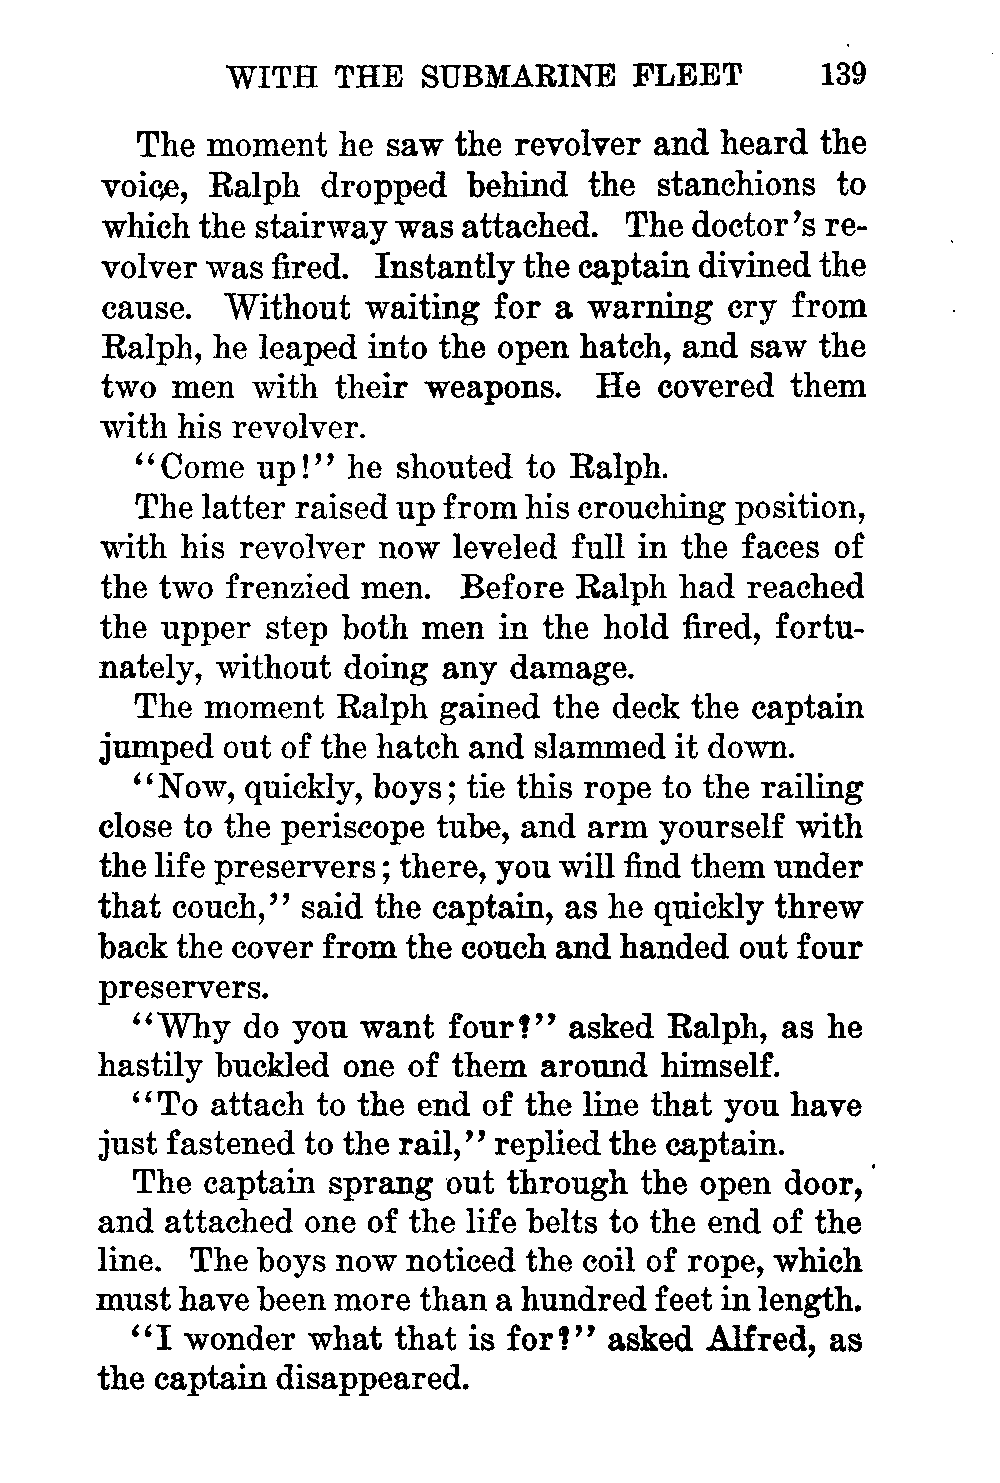 WITH THE SUBMARINE FLEET 139
The moment he saw the revolver and heard the
voice, Ralph dropped behind the stanchions to
which the stairway was attached. The doctor's re-
volver was fired. Instantly the captain divined the
cause. Without waiting for a warning cry from
Ralph, he leaped into the open hatch, and saw the
two men with their weapons. He covered them
with his revolver.
"Come up!" he shouted to Ralph.
The latter raised up from his crouching position,
with his revolver now leveled full in the faces of
the two frenzied men. Before Ralph had reached
the upper step both men in the hold fired, fortu-
nately, without doing any damage.
The moment Ralph gained the deck the captain
jumped out of the hatch and slammed it down.
"Now, quickly, boys; tie this rope to the railing
close to the periscope tube, and arm yourself with
the life preservers; there, you will find them under
that couch," said the captain, as he quickly threw
back the cover from the couch and handed out four
preservers.
"Why do you want four?" asked Ralph, as he
hastily buckled one of them around himself.
"To attach to the end of the line that you have
just fastened to the rail," replied the captain.
The captain sprang out through the open door,
and attached one of the life belts to the end of the
line. The boys now noticed the coil of rope, which
must have been more than a hundred feet in length.
"I wonder what that is for?" asked Alfred, as
the captain disappeared.